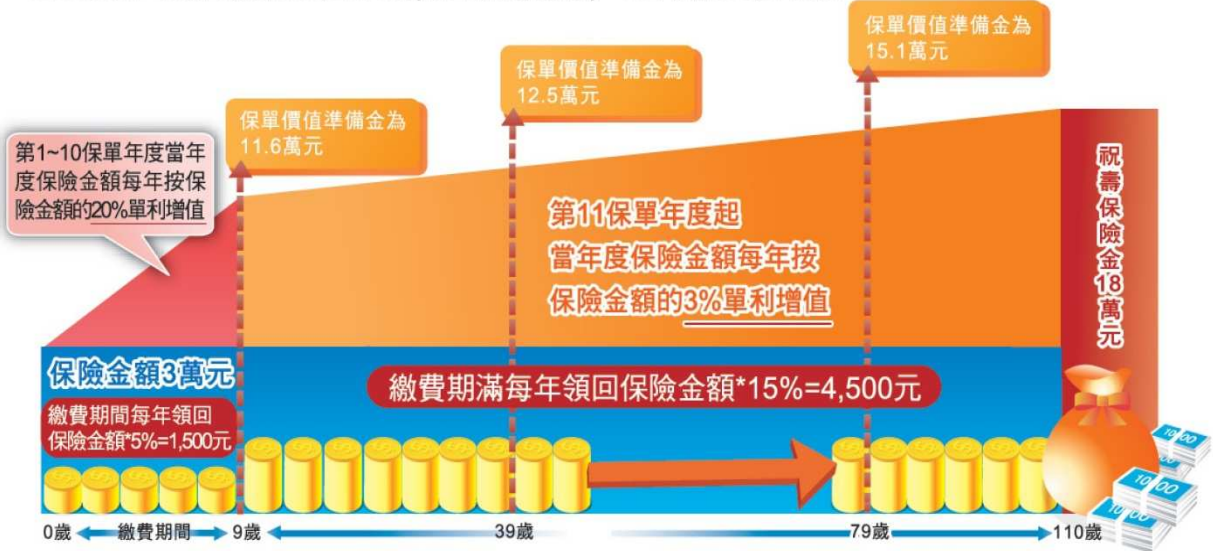 保單價值準備金為
15.1萬元
保單價值準備金為
12.5萬元
保單價值準備金為
11.6萬元
第1~10保單年度當年
度保險金額每年按保
險金額的20%單利增值
第11保單年度起
當年度保險金額每年按
保險金額的3%單利增值
祝壽保險金18萬元
保險金額3萬元
繳費期間每年領回
保險金額*5%=1,500元
繳費期滿每年領回保險金額*15%=4,500元
0歲 繳費期間 9歲 39歲 79歲 110歲